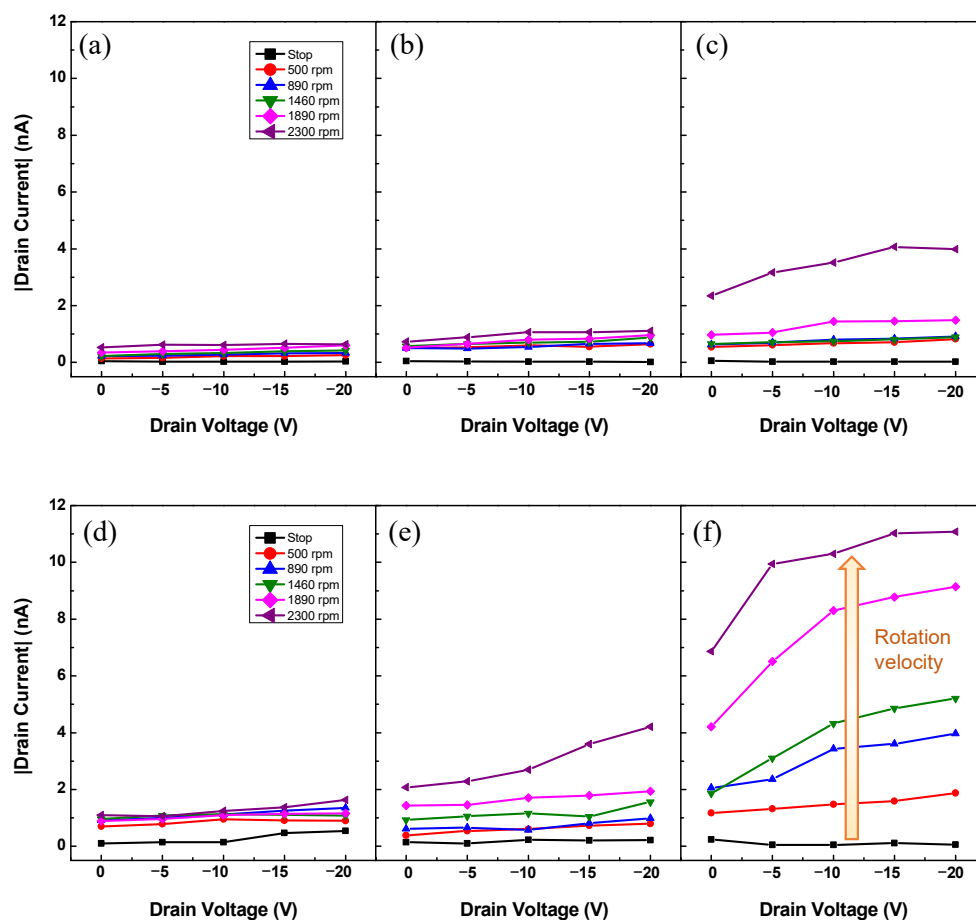 (a)
(b)
(c)
Stop
500 rpm
890 rpm
1460 rpm
1890 rpm
2300 rpm
12
10
8
6
4
2
0
|Drain Current| (nA)
0 −5 −10 −15 −20
0 −5 −10 −15 −20
0 −5 −10 −15 −20
Drain Voltage (V)
Drain Voltage (V)
Drain Voltage (V)
(d)
(e)
(f)
Stop
500 rpm
890 rpm
1460 rpm
1890 rpm
2300 rpm
Rotation
velocity
12
10
8
6
4
2
0
|Drain Current| (nA)
0 −5 −10 −15 −20
0 −5 −10 −15 −20
0 −5 −10 −15 −20
Drain Voltage (V)
Drain Voltage (V)
Drain Voltage (V)